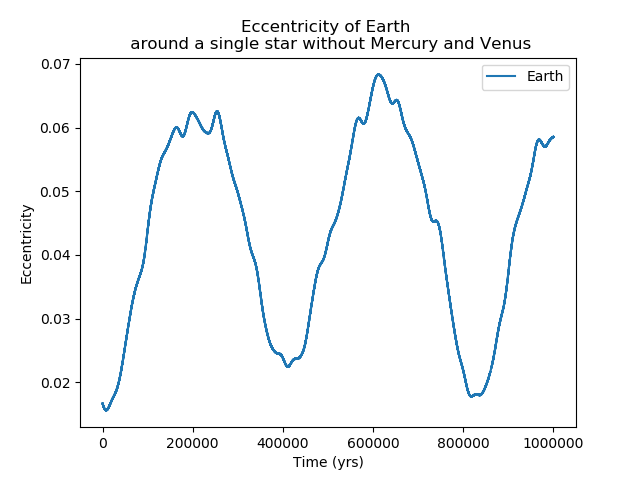 Eccentricity of Earth
around a single star without Mercury and Venus
Earth
0.07
0.06
0.05
0.04
0.03
0.02
Eccentricity
0 200000 400000 600000 800000 1000000
Time (yrs)